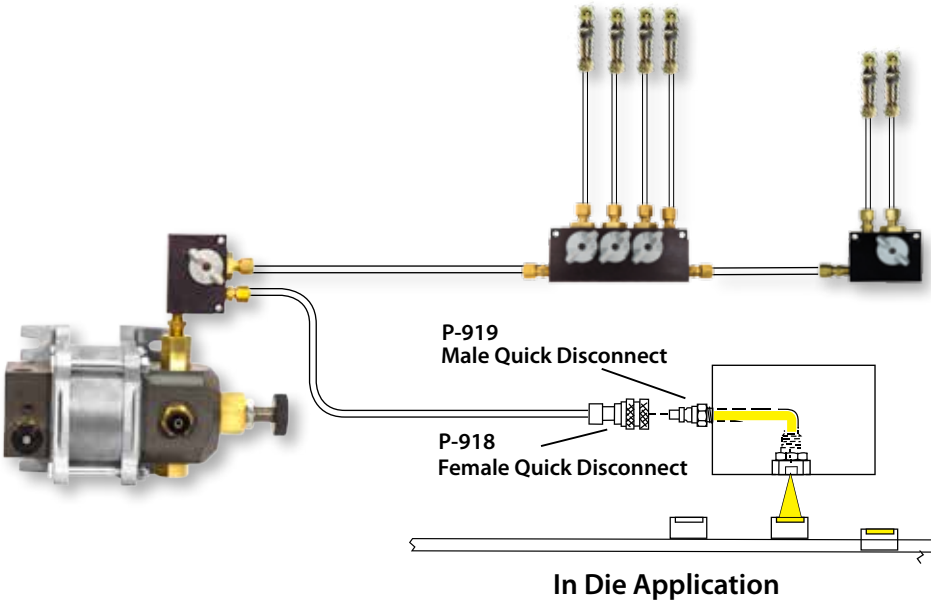 P-919
Male Quick Disconnect
P-918
Female Quick Disconnect
In Die Application